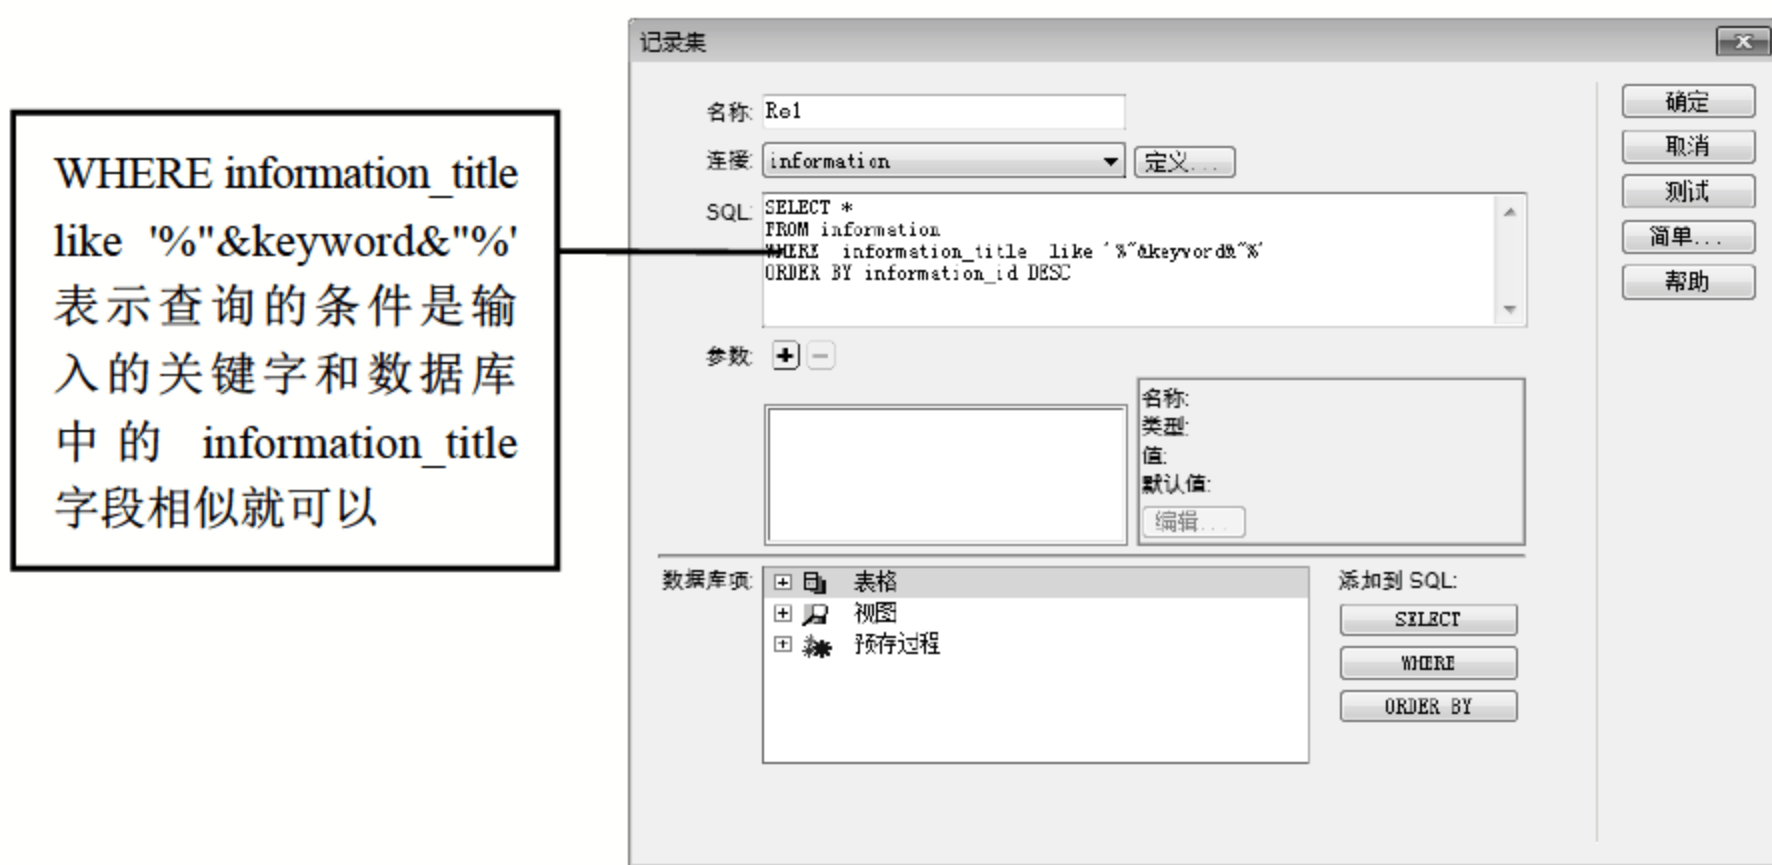 WHERE information_title
like '%"&keyword&"%'
表示查询的条件是输
入的关键字和数据库
中的 information_title
字段相似就可以
记录集
名称: Re1
连接: information 定义...
SQL: SELECT *
FROM information
WHERE information_title like '%"&keyword&"%'
ORDER BY information_id DESC
参数:
名称:
类型:
值:
默认值:
编辑...
数据库项: 表格
视图
预存过程
添加到 SQL:
SELECT
WHERE
ORDER BY
确定
取消
测试
简单...
帮助